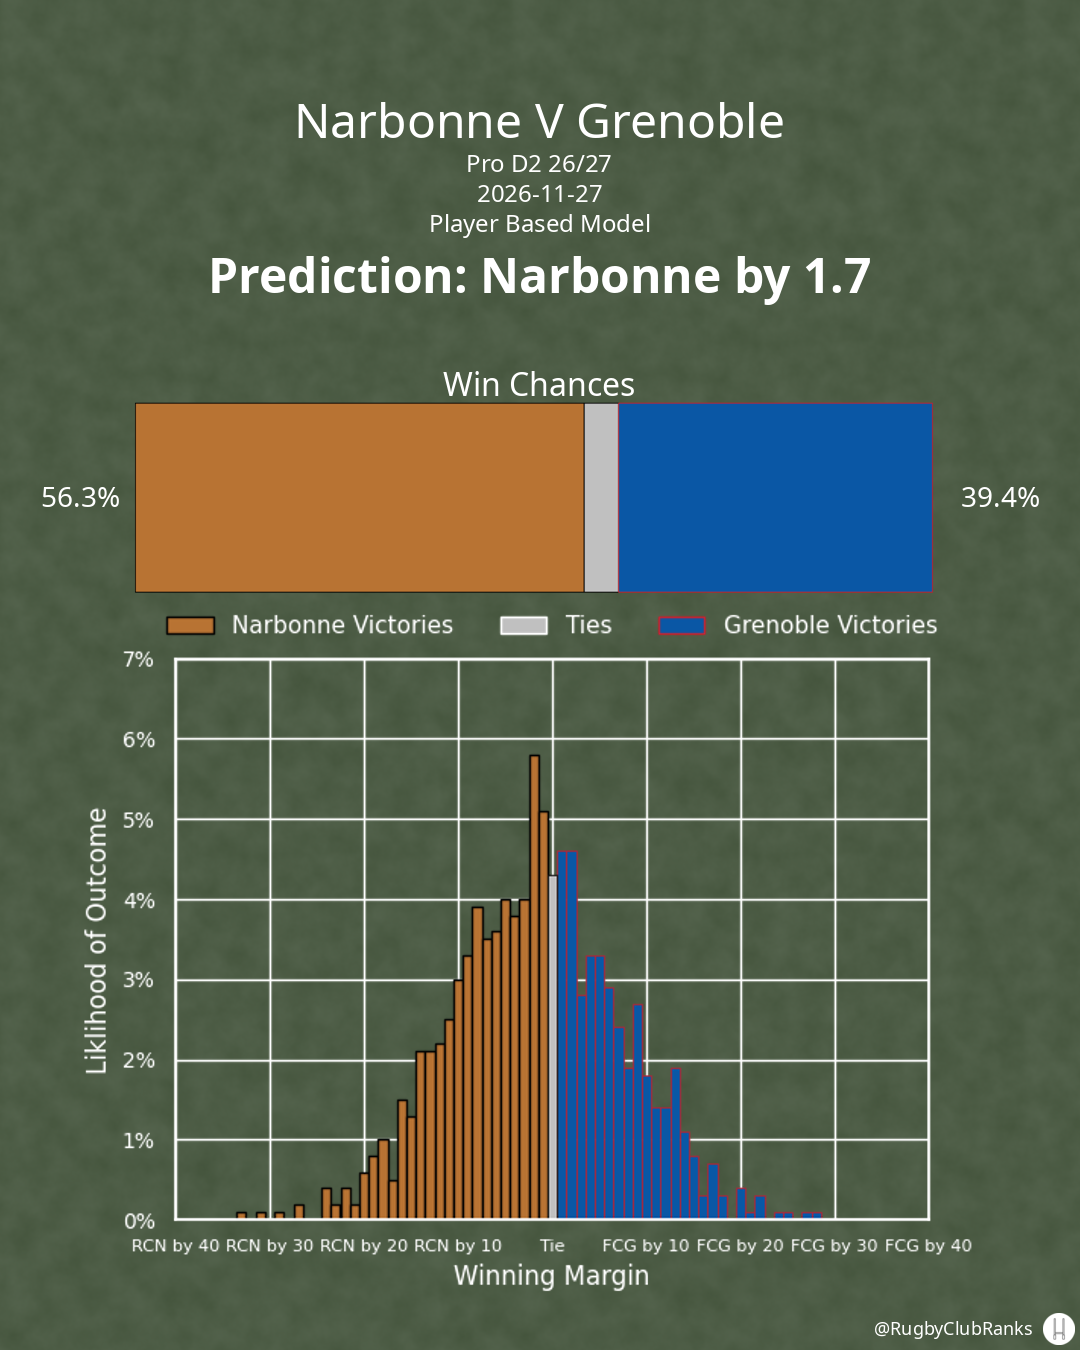 Narbonne V Grenoble
Pro D2 26/27
2026-11-27
Player Based Model
Prediction: Narbonne by 1.7
Win Chances
56.3%
39.4%
Narbonne Victories
Ties
Grenoble Victories
7%
6%
5%
4%
3%
2%
1%
0%
Liklihood of Outcome
RCN by 40 RCN by 30 RCN by 20 RCN by 10 Tie FCG by 10 FCG by 20 FCG by 30 FCG by 40
Winning Margin
@RugbyClubRanks